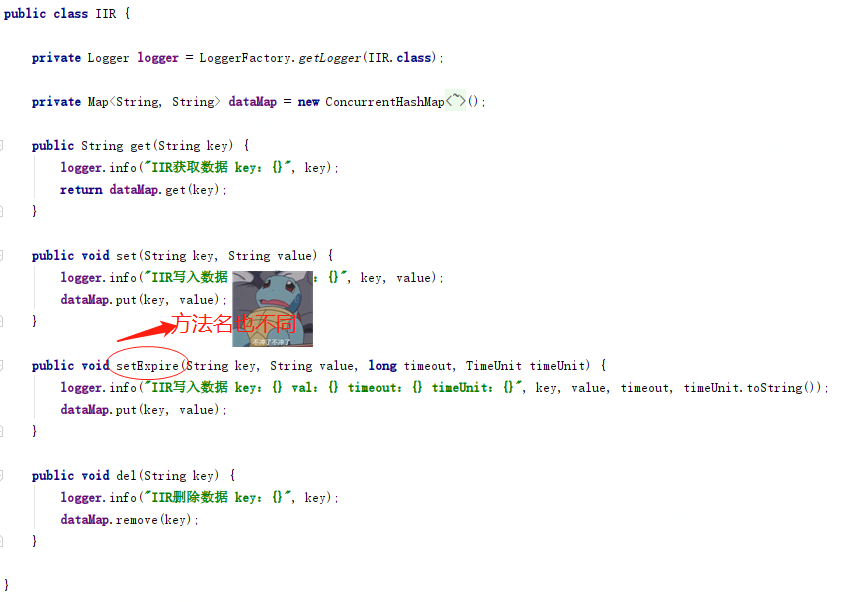 public class IIR {
private Logger logger = LoggerFactory.getLogger(IIR.class);
private Map<String, String> dataMap = new ConcurrentHashMap<~>();
public String get(String key) {
logger.info("IIR获取数据 key：{}", key);
return dataMap.get(key);
}
public void set(String key, String value) {
logger.info("IIR写入数据 ：{}", key, value);
dataMap.put(key, value);
不冲了不冲了
}
方法名也不同
public void setExpire(String key, String value, long timeout, TimeUnit timeUnit) {
logger.info("IIR写入数据 key：{} val：{} timeout：{} timeUnit：{}", key, value, timeout, timeUnit.toString());
dataMap.put(key, value);
}
public void del(String key) {
logger.info("IIR删除数据 key：{}", key);
dataMap.remove(key);
}
}